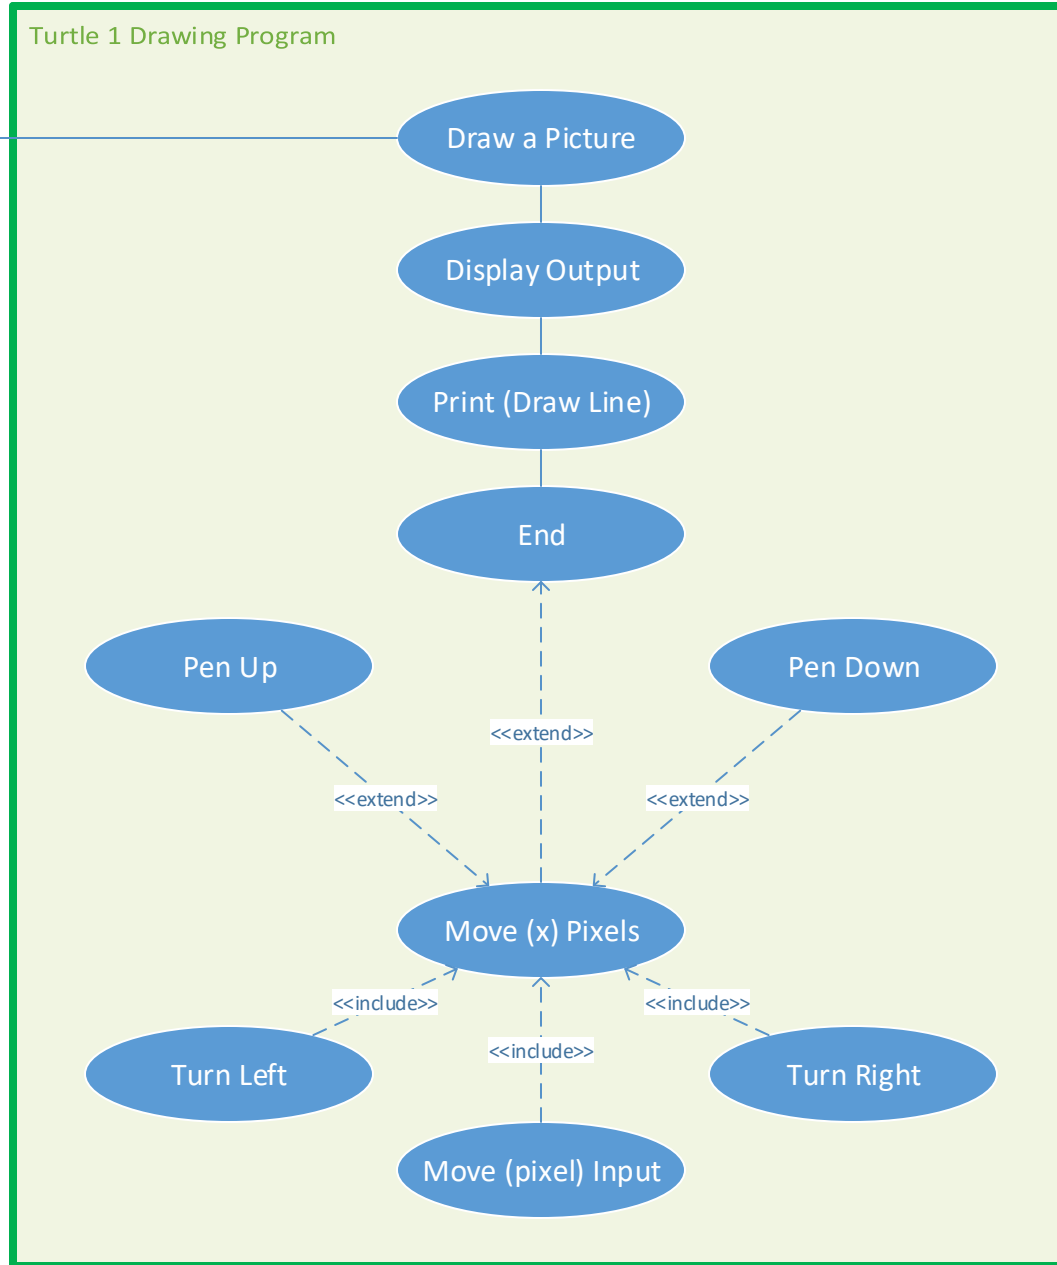 Turtle 1 Drawing Program
Draw a Picture
Display Output
Print (Draw Line)
End
Pen Up
Pen Down
<<extend>>
<<extend>>
<<extend>>
Move (x) Pixels
<<include>>
<<include>>
<<include>>
Turn Left
Turn Right
Move (pixel) Input